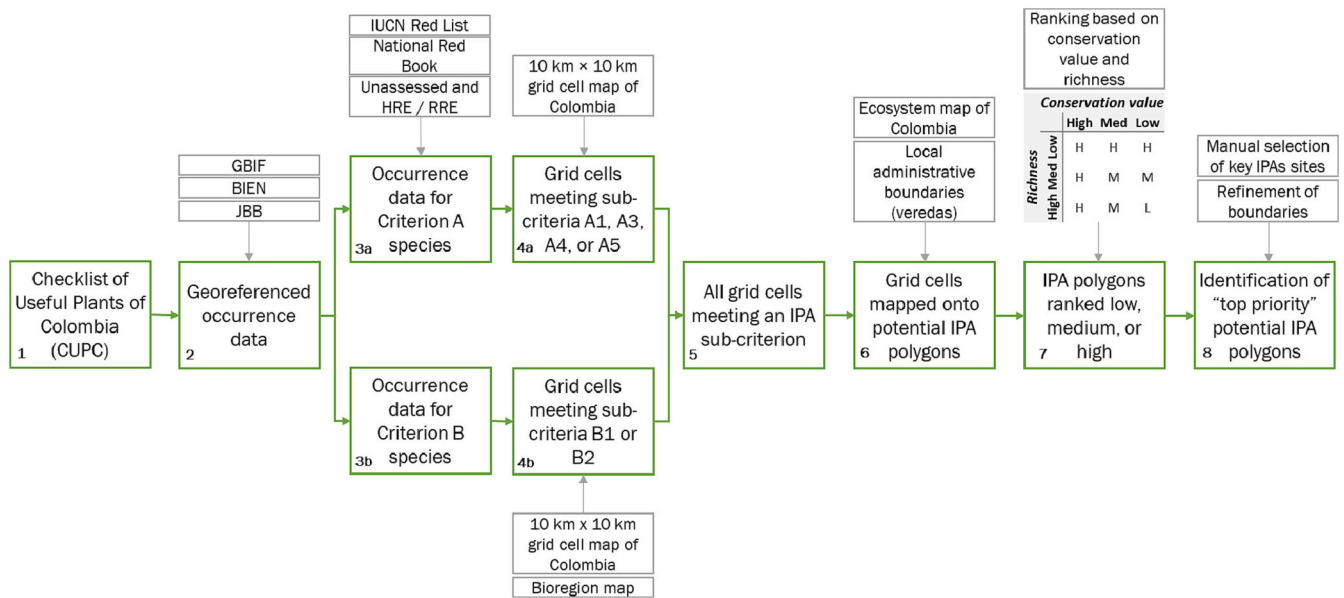 IUCN Red List
National Red
Book
Unassessed and
HRE / RRE
10 km × 10 km
grid cell map of
Colombia
Ranking based on
conservation
value and
richness
Conservation value
High Med Low
Richness
High Med Low
H H H
H M M
H M L
Ecosystem map of
Colombia
Local
administrative
boundaries
(veredas)
Manual selection
of key IPAs sites
Refinement of
boundaries
GBIF
BIEN
JBB
Checklist of
Useful Plants of
Colombia
(CUPC)
1
Georeferenced
occurrence
data
2
Occurrence
data for
Criterion A
species
3a
Grid cells
meeting sub-
criteria A1, A3,
A4, or A5
4a
Occurrence
data for
Criterion B
species
3b
Grid cells
meeting sub-
criteria B1 or
B2
4b
10 km x 10 km
grid cell map of
Colombia
Bioregion map
All grid cells
meeting an IPA
sub-criterion
5
Grid cells
mapped onto
potential IPA
polygons
6
IPA polygons
ranked low,
medium, or
high
7
Identification of
“top priority”
potential IPA
polygons
8